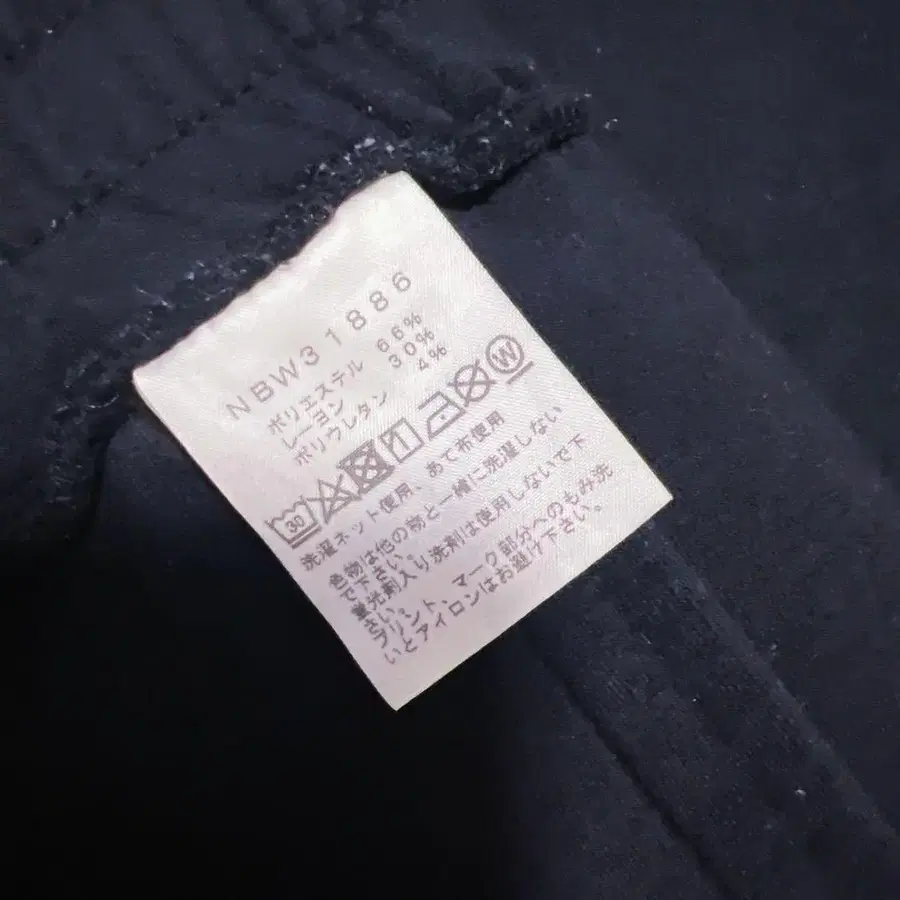 NBW31886
ポリエステル 66%
レーヨン 30%
ポリウレタン 4%
30 W
洗濯ネット使用、あて布使用
色物は他の物と一緒に洗濯しない
で下さい。
蛍光剤入り洗剤は使用しないで下
さい。
プリント、マーク部分へのもみ洗
いとアイロンはお避け下さい。